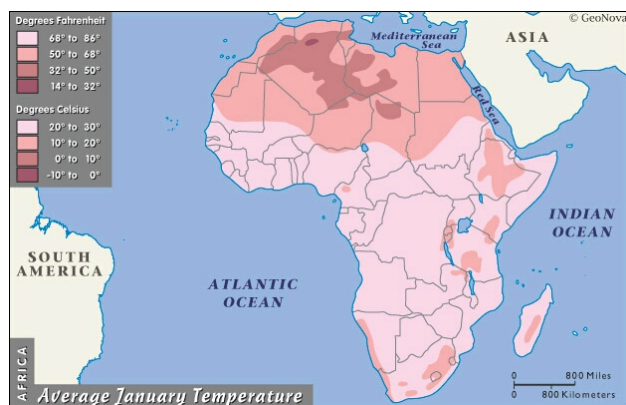 Degrees Fahrenheit
68° to 86°
50° to 68°
32° to 50°
14° to 32°
Degrees Celsius
20° to 30°
10° to 20°
0° to 10°
-10° to 0°
© GeoNova
Mediterranean
Sea
ASIA
Red Sea
INDIAN
OCEAN
SOUTH
AMERICA
ATLANTIC
OCEAN
0 800 Miles
0 800 Kilometers
AFRICA
Average January Temperature